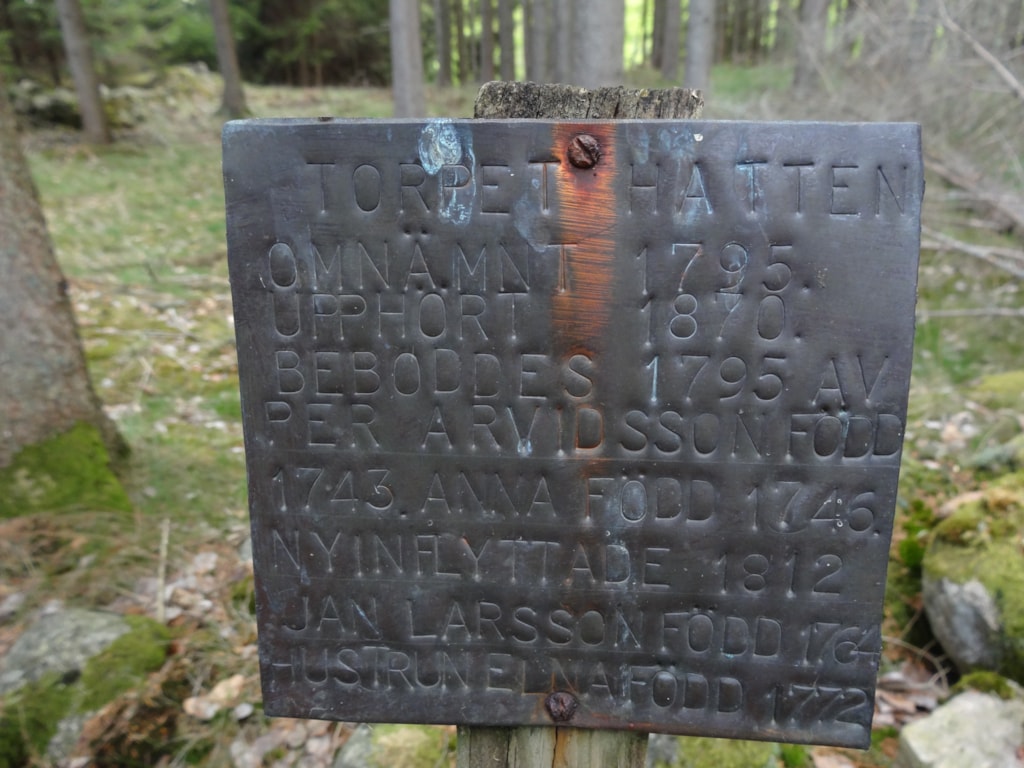 TORPET HATTEN
OMNÄMNT 1795.
UPPHÖRT 1870.
BEBODDES 1795 AV
PER ARVIDSSON FÖDD
1743. ANNA FÖDD 1746.
NYINFLYTTADE 1812
JAN LARSSON FÖDD 1764
HUSTRUN ELNA FÖDD 1772